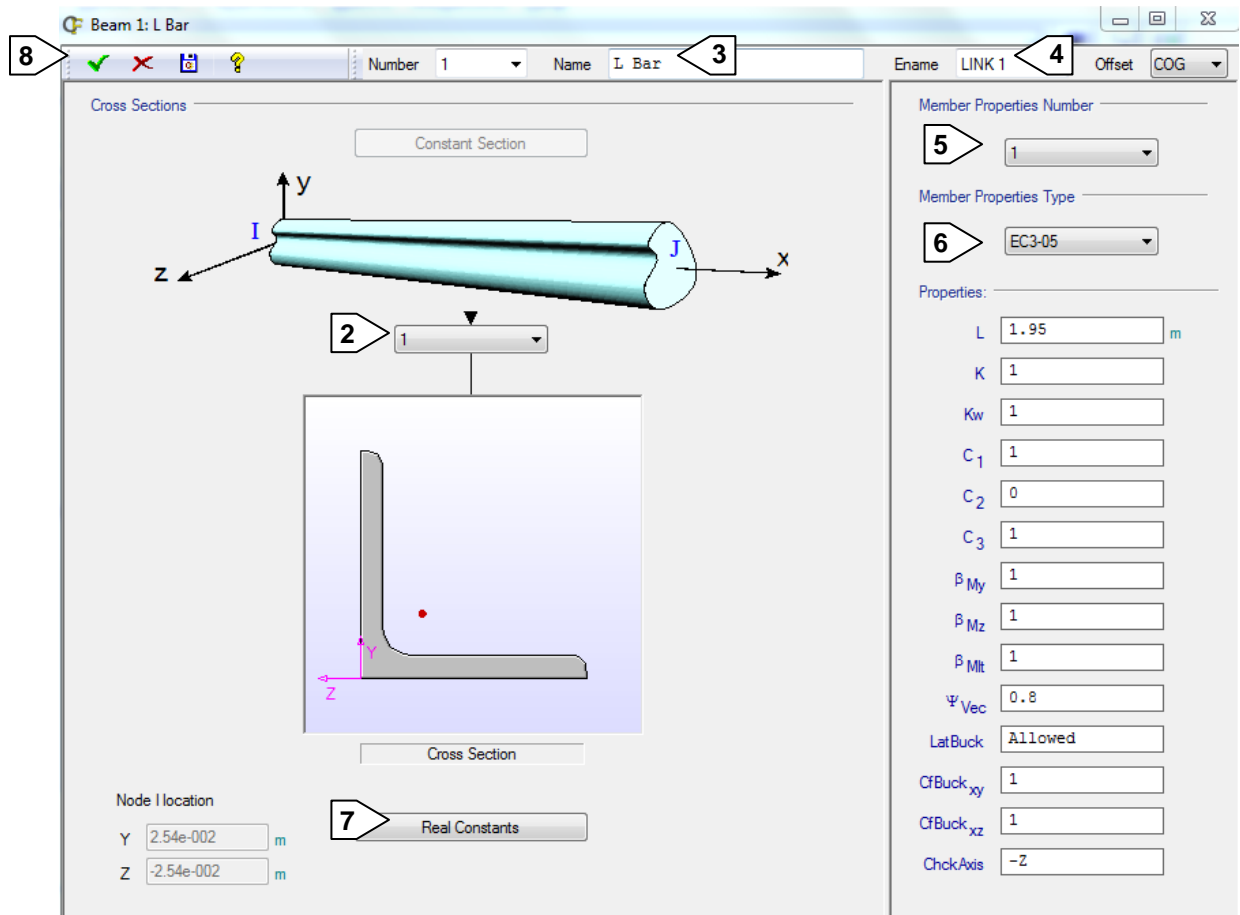 Beam 1: L Bar
8
Number 1 Name L Bar 3 Ename LINK 1 4 Offset COG
Cross Sections
Constant Section
y
I
z
J
x
2 1
Y
Z
Cross Section
Node I location
Y 2.54e-002 m
Z -2.54e-002 m
7 Real Constants
Member Properties Number
5 1
Member Properties Type
6 EC3-05
Properties:
L 1.95 m
K 1
Kw 1
C1 1
C2 0
C3 1
βMy 1
βMz 1
βMlt 1
ΨVec 0.8
LatBuck Allowed
CfBuckxy 1
CfBuckxz 1
ChckAxis -Z